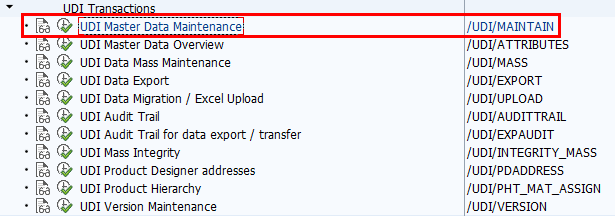 UDI Transactions
UDI Master Data Maintenance /UDI/MAINTAIN
UDI Master Data Overview /UDI/ATTRIBUTES
UDI Data Mass Maintenance /UDI/MASS
UDI Data Export /UDI/EXPORT
UDI Data Migration / Excel Upload /UDI/UPLOAD
UDI Audit Trail /UDI/AUDITTRAIL
UDI Audit Trail for data export / transfer /UDI/EXPAUDIT
UDI Mass Integrity /UDI/INTEGRITY_MASS
UDI Product Designer addresses /UDI/PDADDRESS
UDI Product Hierarchy /UDI/PHT_MAT_ASSIGN
UDI Version Maintenance /UDI/VERSION